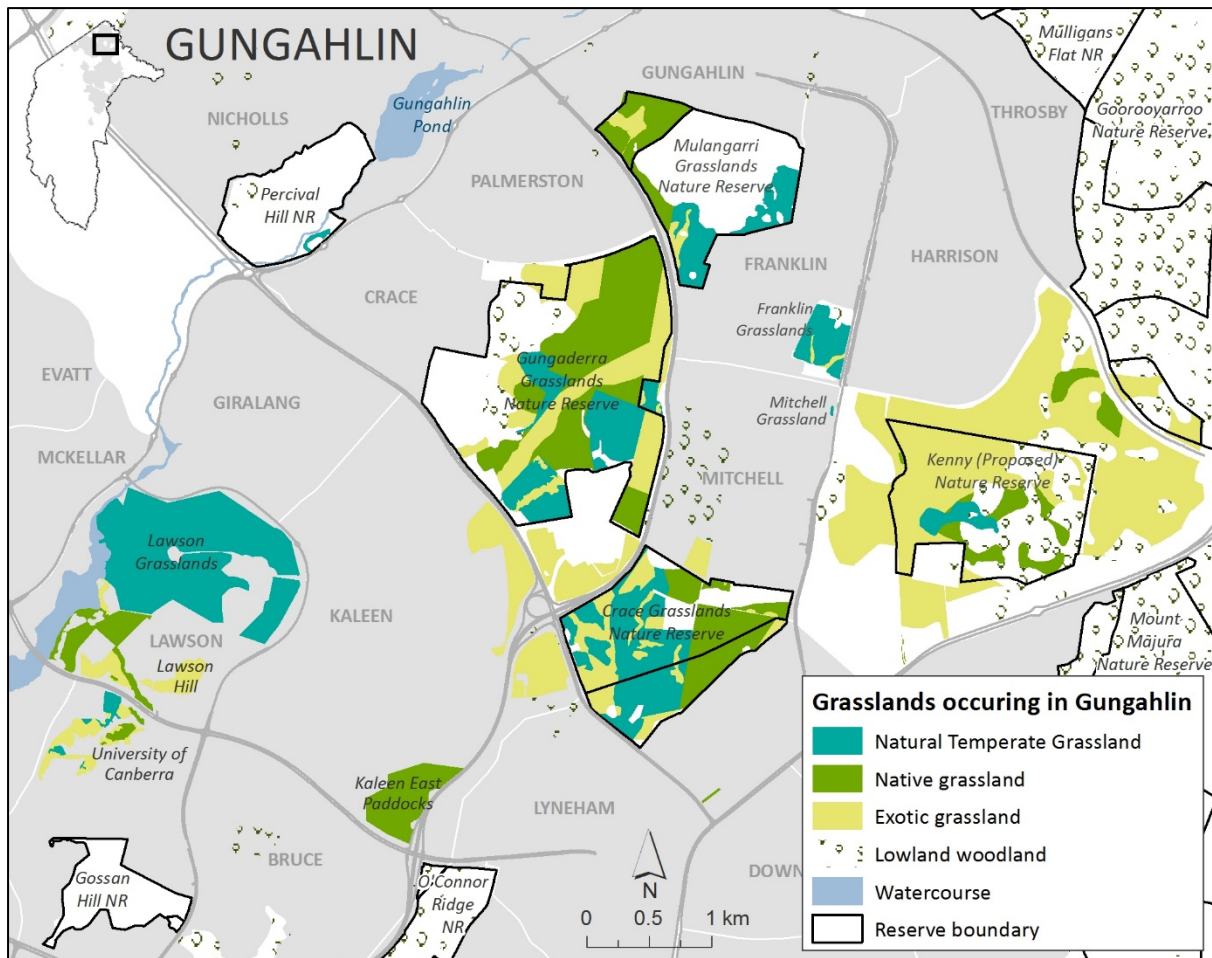 GUNGAHLIN
Mulligans
Flat NR
GUNGAHLIN
NICHOLLS
Gungahlin
Pond
THROSBY
Goorooyarroo
Nature Reserve
Mulangarri
Grasslands
Nature Reserve
PALMERSTON
Percival
Hill NR
FRANKLIN
HARRISON
CRACE
Franklin
Grasslands
EVATT
Gungaderra
Grasslands
Nature Reserve
GIRALANG
Mitchell
Grassland
MCKELLAR
Kenny (Proposed)
Nature Reserve
MITCHELL
Lawson
Grasslands
KALEEN
Crace Grasslands
Nature Reserve
LAWSON
Lawson
Hill
Mount
Majura
Nature Reserve
University of
Canberra
Kaleen East
Paddocks
LYNEHAM
BRUCE
DOWN
Gossan
Hill NR
O'Connor
Ridge
NR
N
0 0.5 1 km
Grasslands occuring in Gungahlin
Natural Temperate Grassland
Native grassland
Exotic grassland
Lowland woodland
Watercourse
Reserve boundary